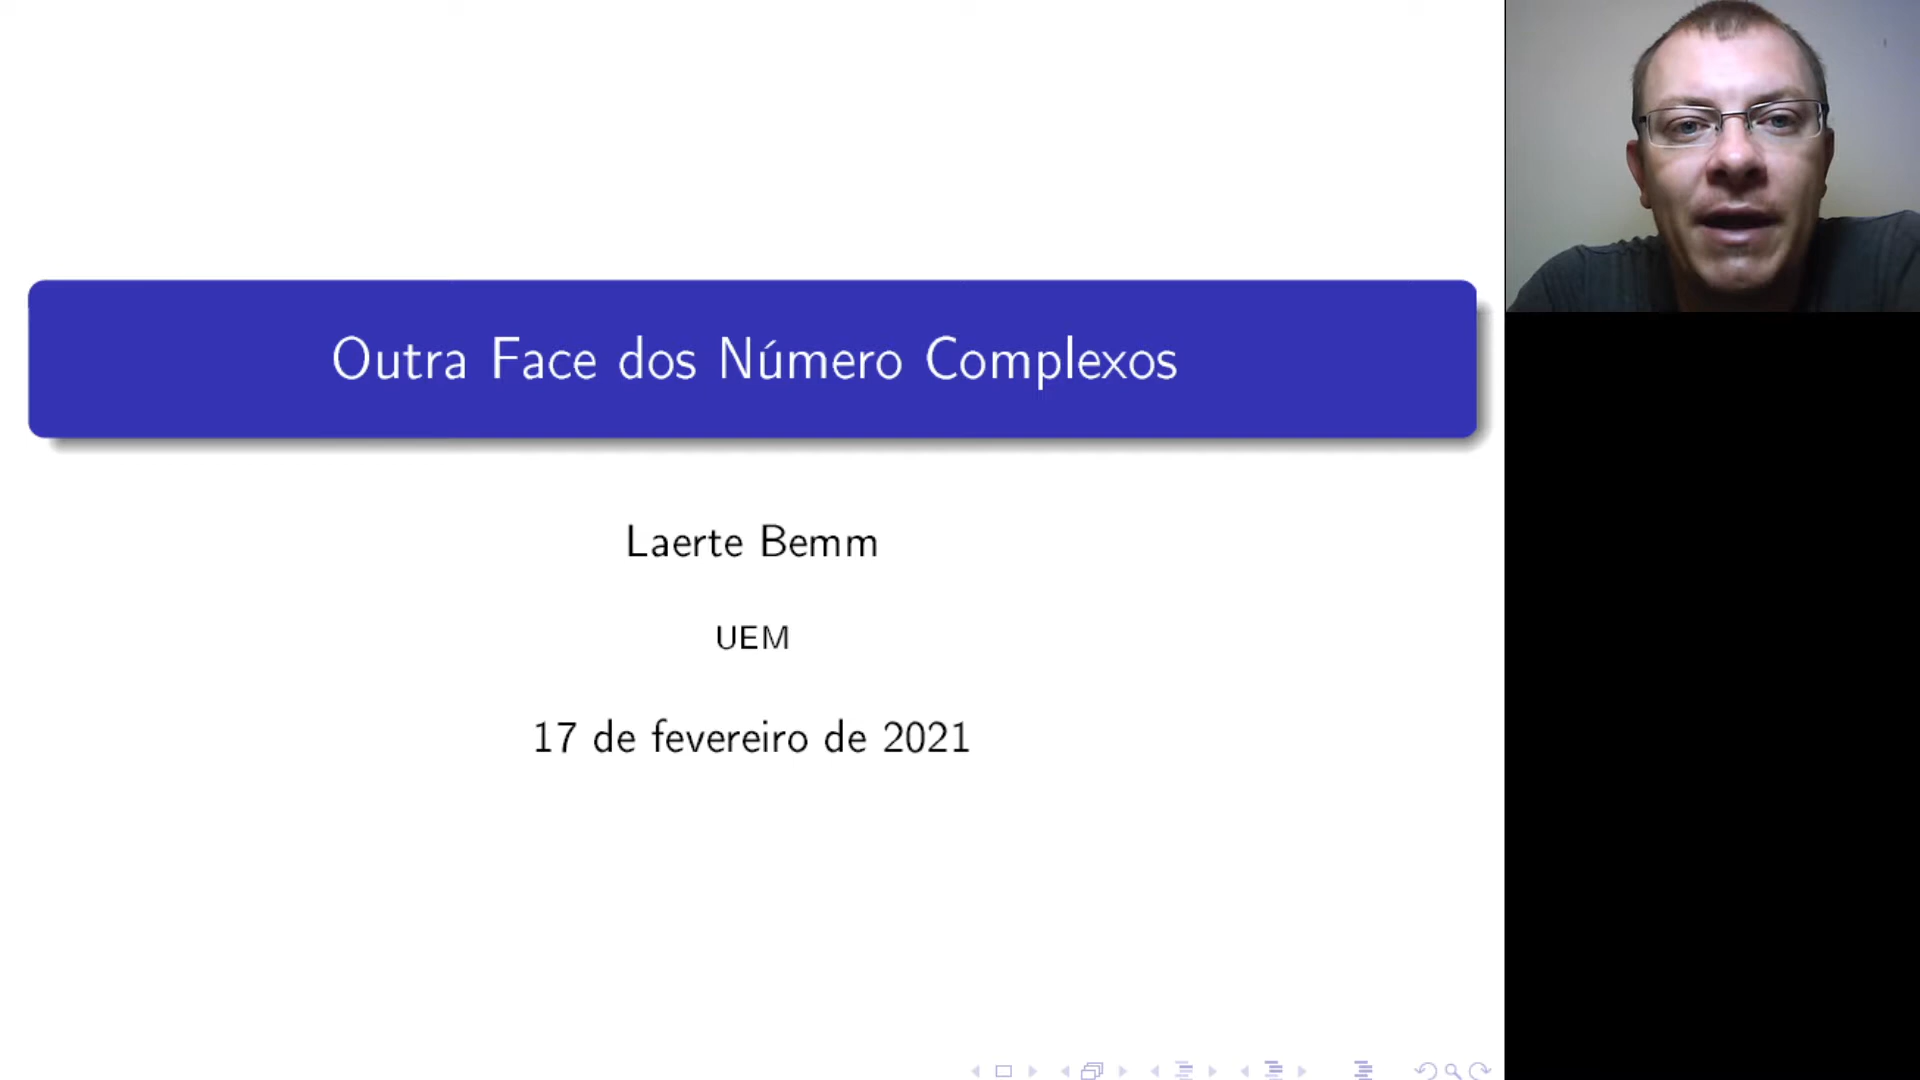 Outra Face dos Número Complexos
Laerte Bemm
UEM
17 de fevereiro de 2021